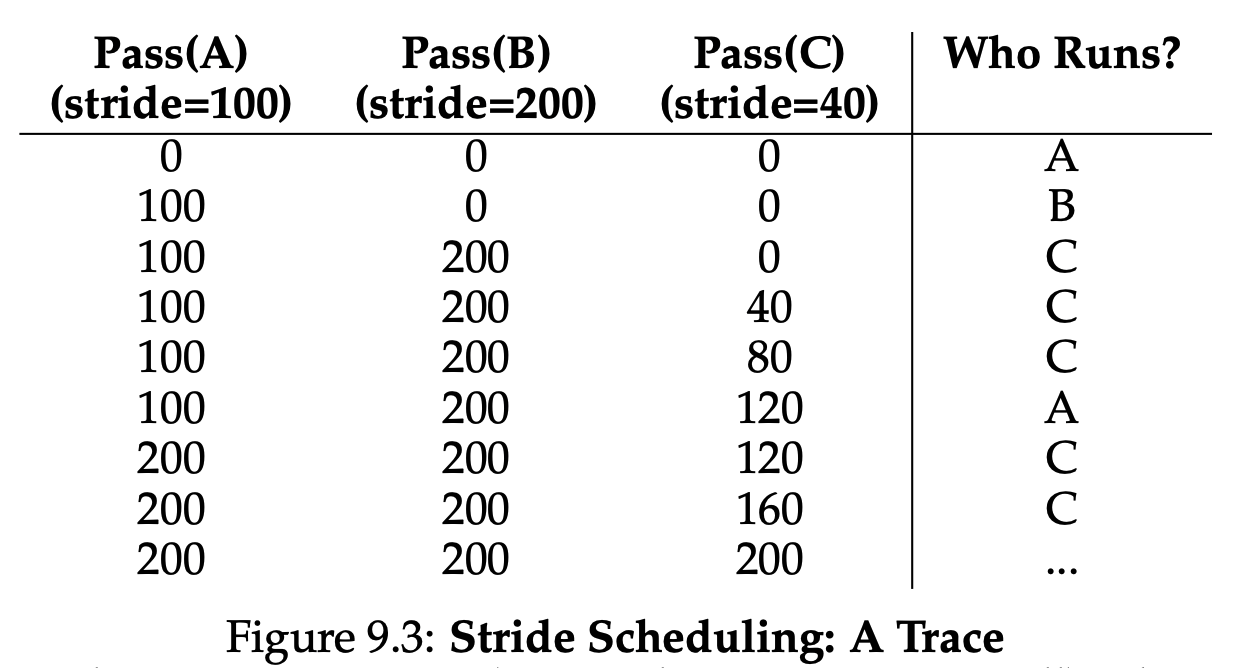 Pass(A) Pass(B) Pass(C) Who Runs?
(stride=100) (stride=200) (stride=40)
0 0 0 A
100 0 0 B
100 200 0 C
100 200 40 C
100 200 80 C
100 200 120 A
200 200 120 C
200 200 160 C
200 200 200 ...
Figure 9.3: Stride Scheduling: A Trace